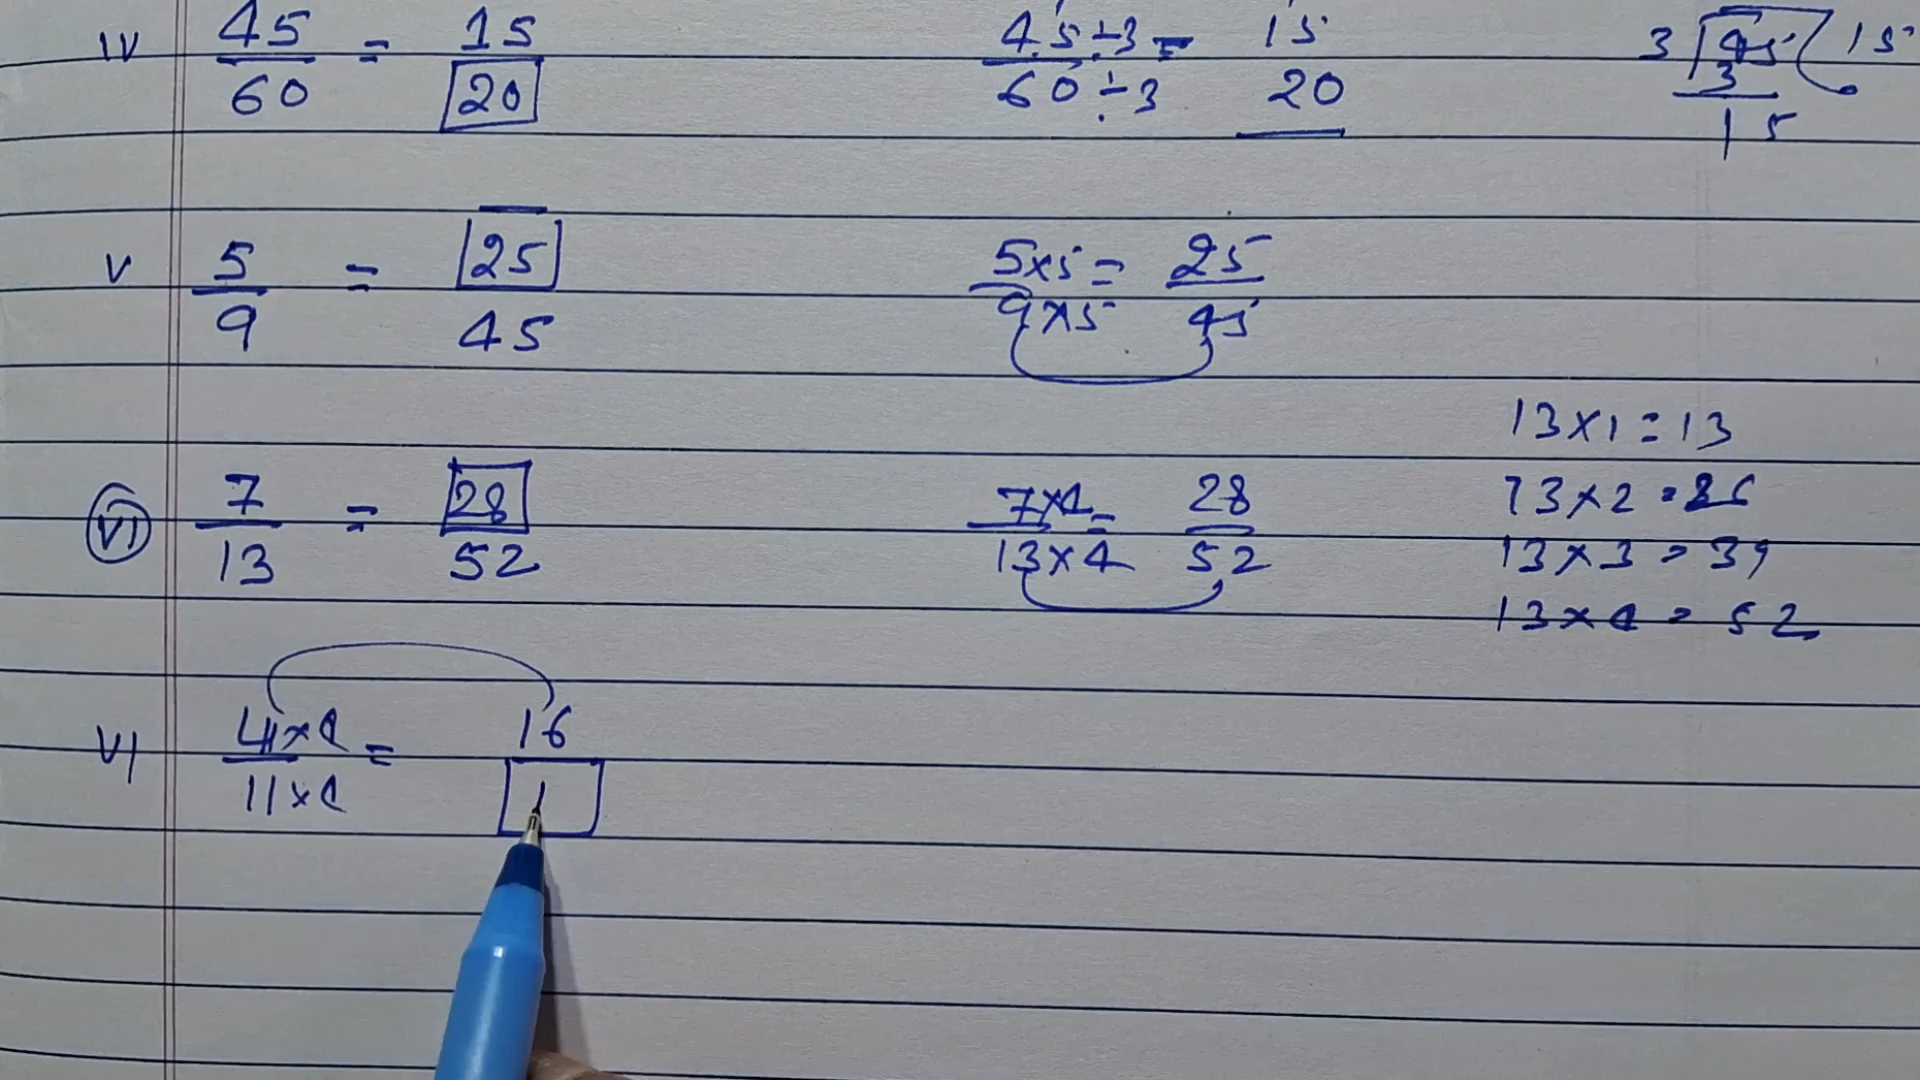 IV 45/60 = 15/20 45÷3/60÷3 = 15/20 3 45 15
3
15
V 5/9 = 25/45 5×5/9×5 = 25/45
13×1=13
VI 7/13 = 28/52 7×4/13×4 = 28/52 13×2=26
13×3=39
13×4=52
VI 4×4/11×4 = 16/1